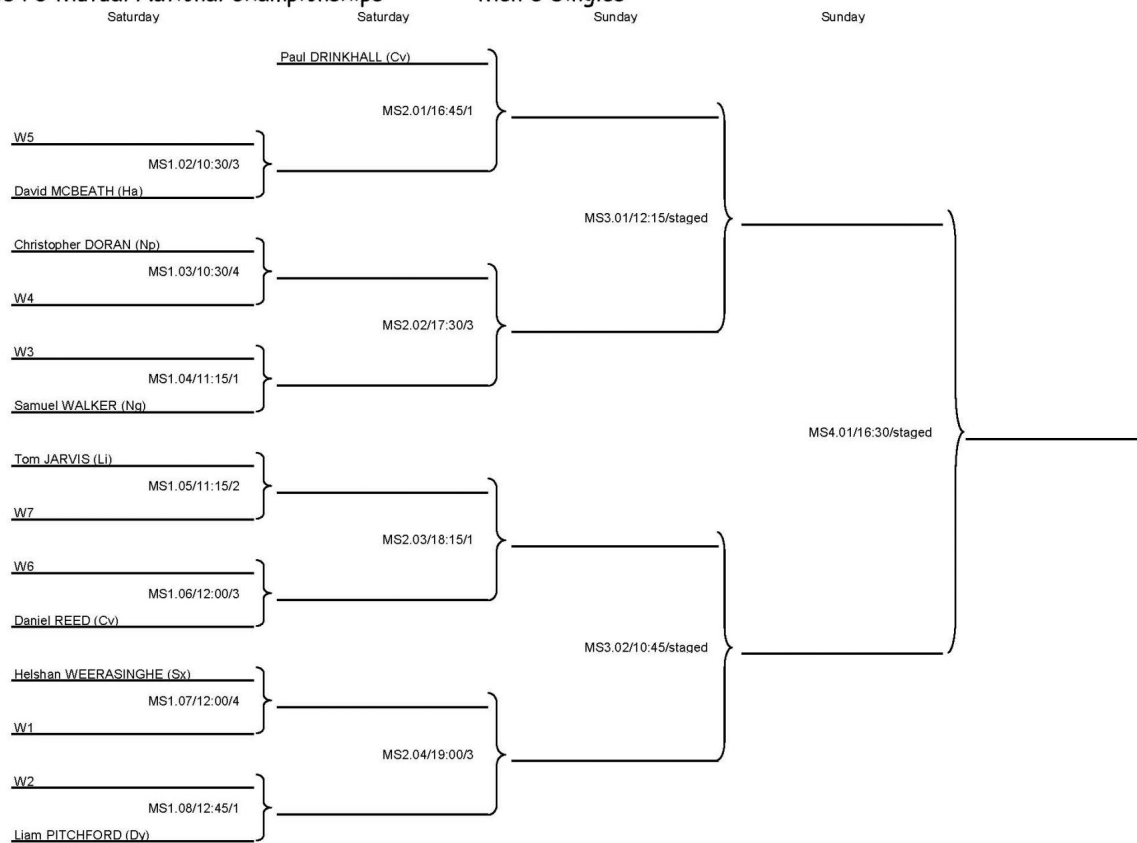 Mutual National Championships Men's Singles
Saturday Saturday Sunday Sunday
Paul DRINKHALL (Cv)
MS2.01/16:45/1
W5
MS1.02/10:30/3
David MCBEATH (Ha)
MS3.01/12:15/staged
Christopher DORAN (Np)
MS1.03/10:30/4
W4
MS2.02/17:30/3
W3
MS1.04/11:15/1
Samuel WALKER (Ng)
MS4.01/16:30/staged
Tom JARVIS (Li)
MS1.05/11:15/2
W7
MS2.03/18:15/1
W6
MS1.06/12:00/3
Daniel REED (Cv)
MS3.02/10:45/staged
Helshan WEERASINGHE (Sx)
MS1.07/12:00/4
W1
MS2.04/19:00/3
W2
MS1.08/12:45/1
Liam PITCHFORD (Dy)